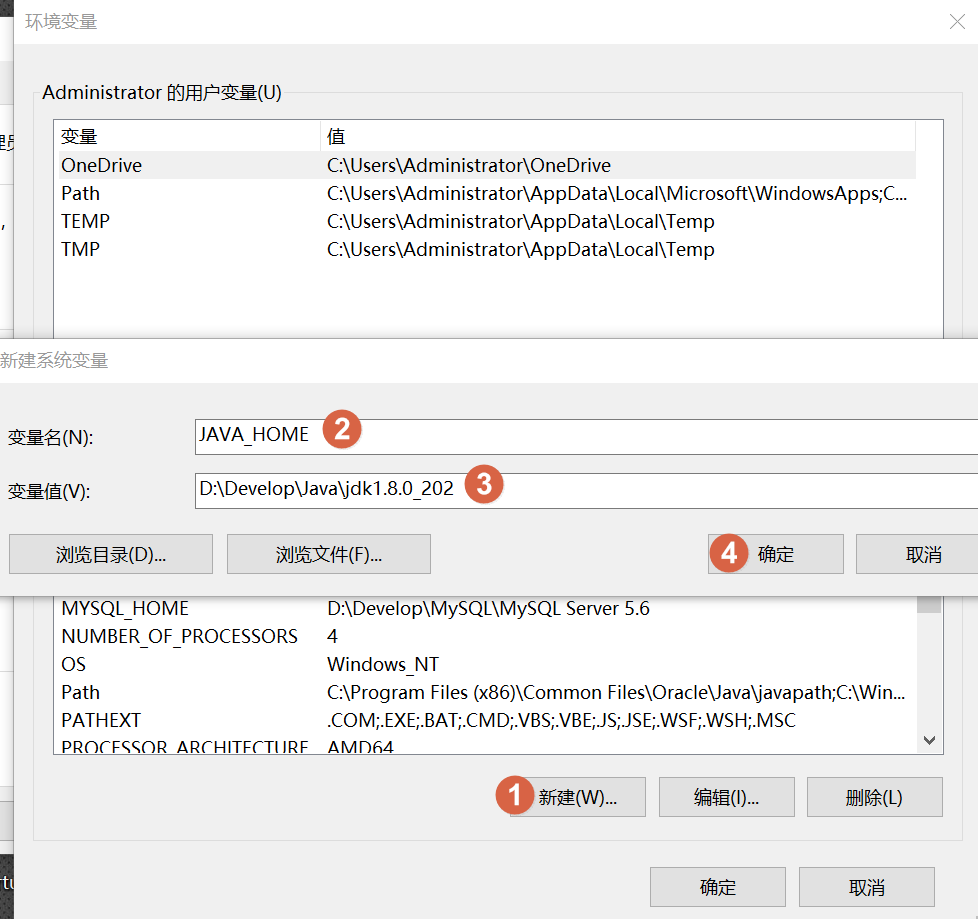 环境变量
Administrator 的用户变量(U)
变量 值
OneDrive C:\Users\Administrator\OneDrive
Path C:\Users\Administrator\AppData\Local\Microsoft\WindowsApps;C...
TEMP C:\Users\Administrator\AppData\Local\Temp
TMP C:\Users\Administrator\AppData\Local\Temp
新建系统变量
变量名(N): JAVA_HOME 2
变量值(V): D:\Develop\Java\jdk1.8.0_202 3
浏览目录(D)... 浏览文件(F)... 4 确定 取消
MYSQL_HOME D:\Develop\MySQL\MySQL Server 5.6
NUMBER_OF_PROCESSORS 4
OS Windows_NT
Path C:\Program Files (x86)\Common Files\Oracle\Java\javapath;C:\Win...
PATHEXT .COM;.EXE;.BAT;.CMD;.VBS;.VBE;.JS;.JSE;.WSF;.WSH;.MSC
PROCESSOR_ARCHITECTURE AMD64
1 新建(W)... 编辑(I)... 删除(L)
确定 取消